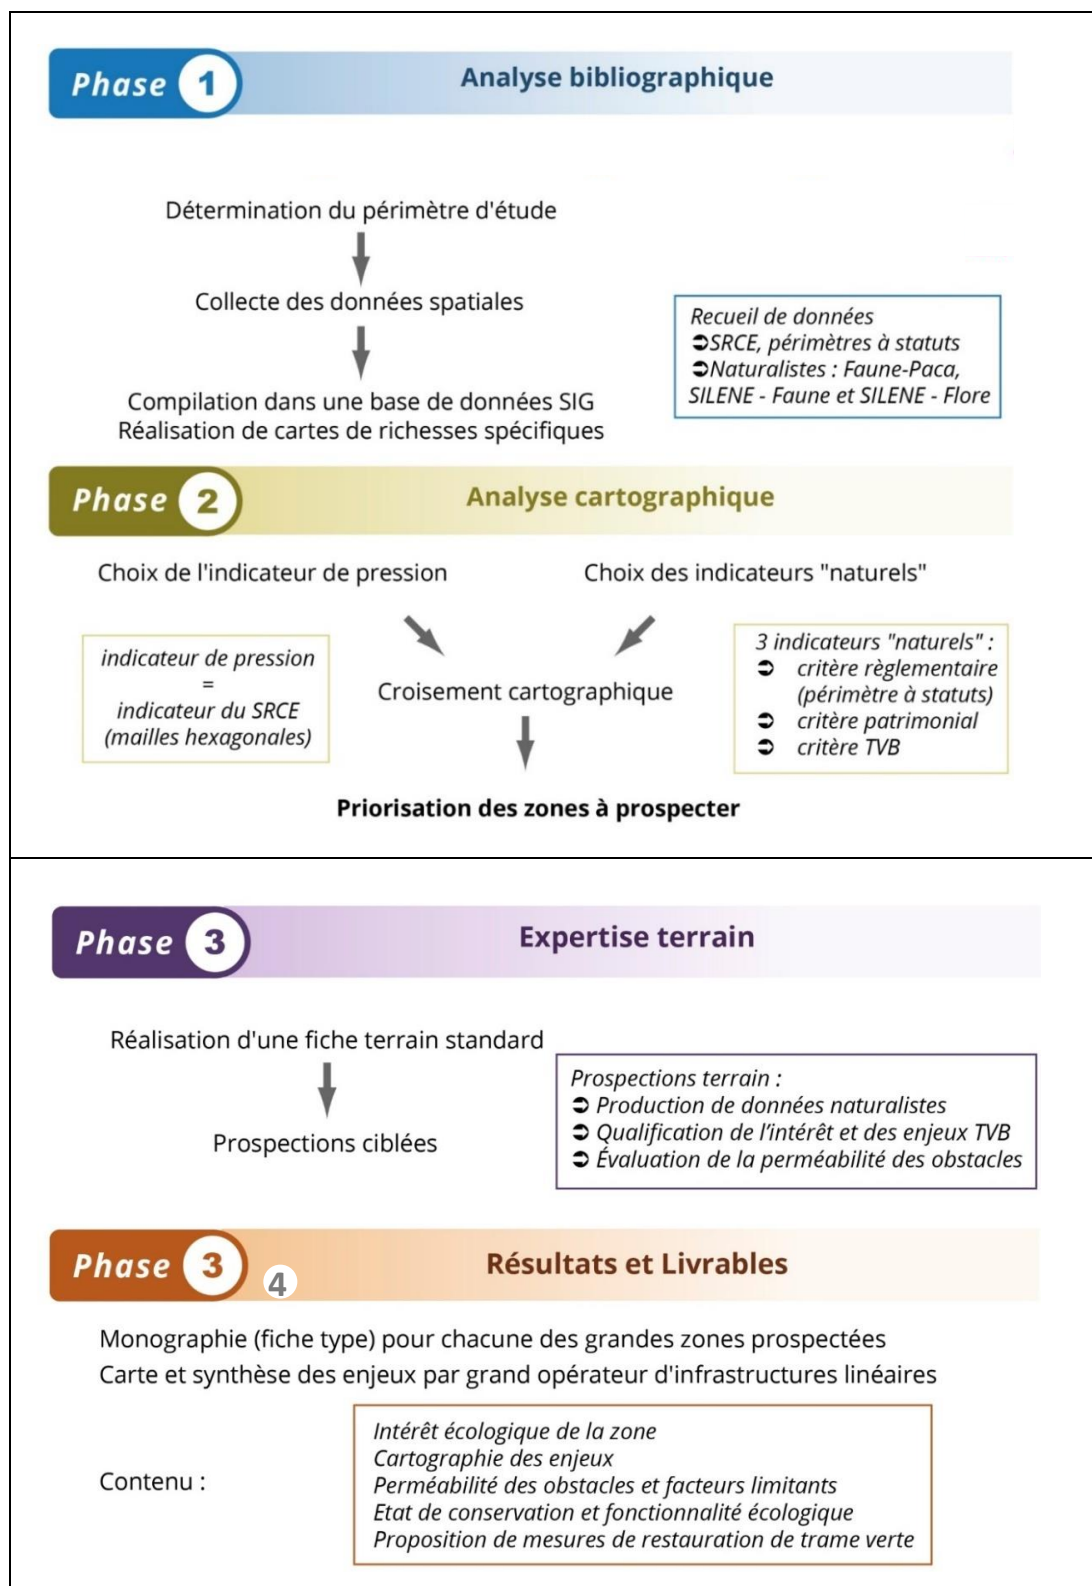 Phase 1
Analyse bibliographique
Détermination du périmètre d'étude
Collecte des données spatiales
Recueil de données
➲SRCE, périmètres à statuts
➲Naturalistes : Faune-Paca,
SILENE - Faune et SILENE - Flore
Compilation dans une base de données SIG
Réalisation de cartes de richesses spécifiques
Phase 2
Analyse cartographique
Choix de l'indicateur de pression
Choix des indicateurs "naturels"
indicateur de pression
=
indicateur du SRCE
(mailles hexagonales)
Croisement cartographique
3 indicateurs "naturels" :
➲ critère règlementaire
(périmètre à statuts)
➲ critère patrimonial
➲ critère TVB
Priorisation des zones à prospecter
Phase 3
Expertise terrain
Réalisation d'une fiche terrain standard
Prospections ciblées
Prospections terrain :
➲ Production de données naturalistes
➲ Qualification de l'intérêt et des enjeux TVB
➲ Évaluation de la perméabilité des obstacles
Phase 3
4
Résultats et Livrables
Monographie (fiche type) pour chacune des grandes zones prospectées
Carte et synthèse des enjeux par grand opérateur d'infrastructures linéaires
Contenu :
Intérêt écologique de la zone
Cartographie des enjeux
Perméabilité des obstacles et facteurs limitants
Etat de conservation et fonctionnalité écologique
Proposition de mesures de restauration de trame verte